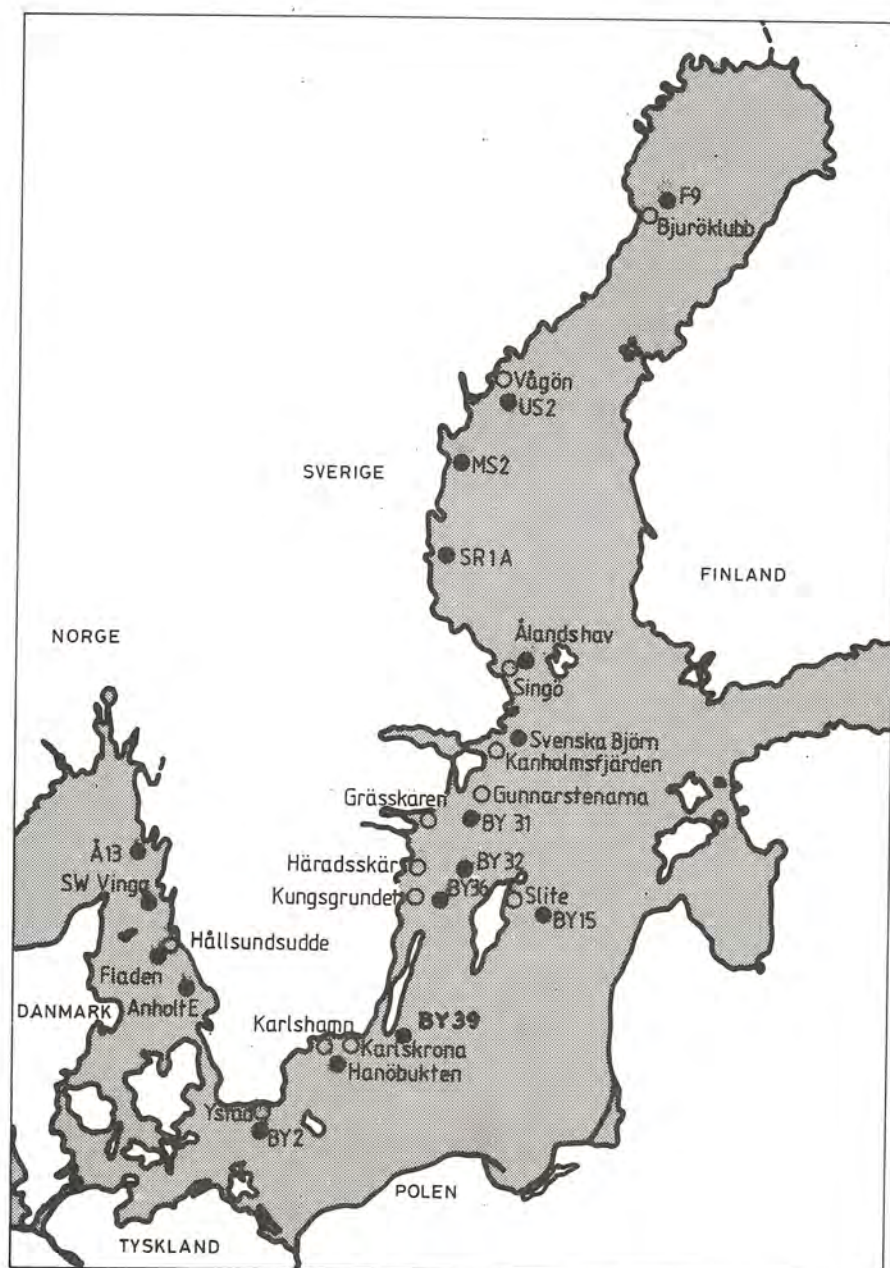 F9
Bjuröklubb
Vågön
US2
MS2
SVERIGE
SR1A
FINLAND
NORGE
Ålandshav
Singö
Svenska Björn
Kanholmsfjärden
Gunnarstenarna
Grässkären
BY 31
Å13
Häradsskär
BY 32
SW Vinga
Kungsgrundet
BY36
Slite
BY15
Hållsundsudde
Fladen
Anholt E
DANMARK
BY 39
Karlshamn
Karlskrona
Hanöbukten
Ystad
BY2
POLEN
TYSKLAND